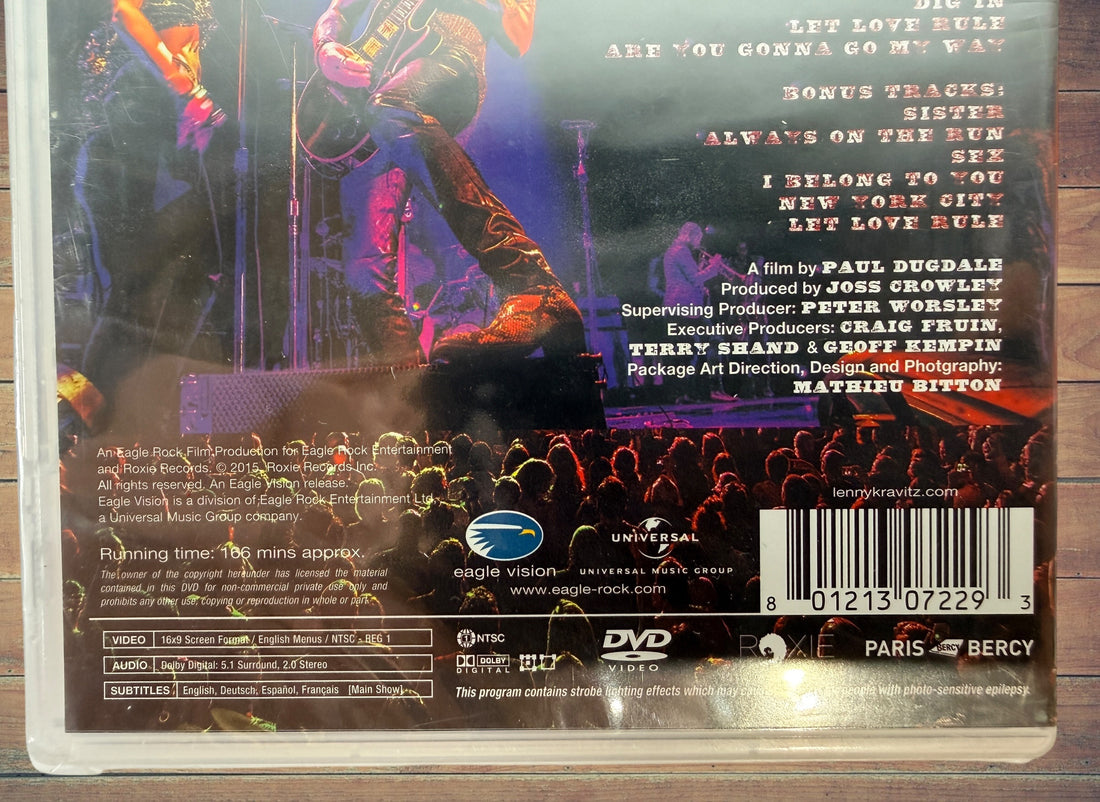 DIG IN
LET LOVE RULE
ARE YOU GONNA GO MY WAY
BONUS TRACKS:
SISTER
ALWAYS ON THE RUN
SEX
I BELONG TO YOU
NEW YORK CITY
LET LOVE RULE
A film by PAUL DUGDALE
Produced by JOSS CROWLEY
Supervising Producer: PETER WORSLEY
Executive Producers: CRAIG FRUIN,
TERRY SHAND & GEOFF KEMPIN
Package Art Direction, Design and Photgraphy:
MATHIEU BITTON
An Eagle Rock Film Production for Eagle Rock Entertainment
and Roxie Records. © 2015, Roxie Records Inc.
All rights reserved. An Eagle Vision release.
Eagle Vision is a division of Eagle Rock Entertainment Ltd,
a Universal Music Group company.
Running time: 166 mins approx.
The owner of the copyright hereunder has licensed the material
contained in this DVD for non-commercial private use only and
prohibits any other use, copying or reproduction in whole or part.
eagle vision
www.eagle-rock.com
UNIVERSAL
UNIVERSAL MUSIC GROUP
lennykravitz.com
8 01213 07229 3
VIDEO 16x9 Screen Format / English Menus / NTSC - REG 1
AUDIO Dolby Digital: 5.1 Surround, 2.0 Stereo
SUBTITLES English, Deutsch, Español, Français [Main Show]
1 NTSC
DOLBY
DIGITAL
DVD
VIDEO
ROXIE
PARIS BERCY BERCY
This program contains strobe lighting effects which may people with photo-sensitive epilepsy.